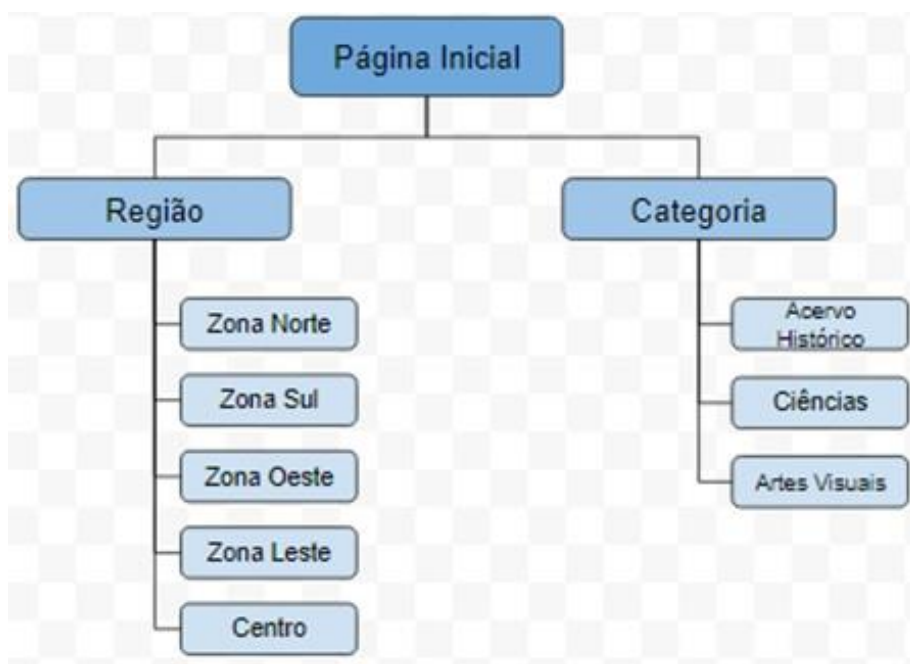 Página Inicial
Região
Categoria
Zona Norte
Zona Sul
Zona Oeste
Zona Leste
Centro
Acervo
Histórico
Ciências
Artes Visuais